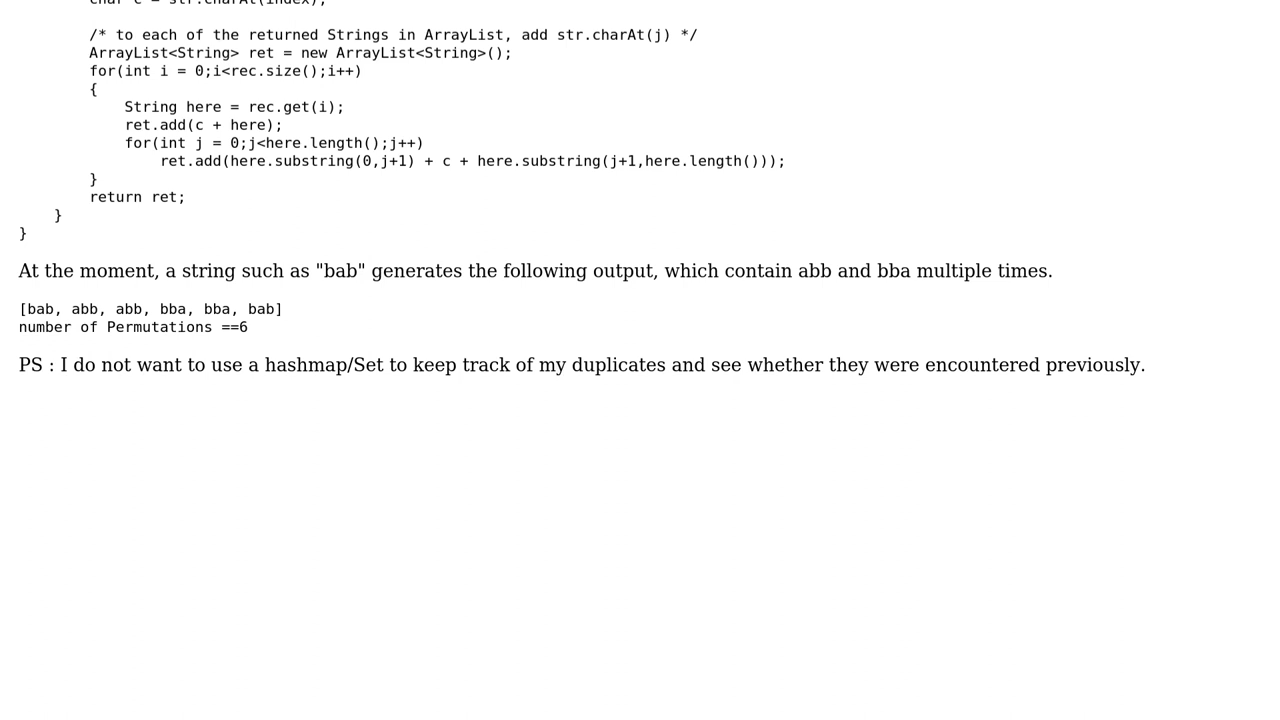 char c = str.charAt(index);
/* to each of the returned Strings in ArrayList, add str.charAt(j) */
ArrayList<String> ret = new ArrayList<String>();
for(int i = 0;i<rec.size();i++)
{
String here = rec.get(i);
ret.add(c + here);
for(int j = 0;j<here.length();j++)
ret.add(here.substring(0,j+1) + c + here.substring(j+1,here.length()));
}
return ret;
}
}
At the moment, a string such as "bab" generates the following output, which contain abb and bba multiple times.
[bab, abb, abb, bba, bba, bab]
number of Permutations ==6
PS : I do not want to use a hashmap/Set to keep track of my duplicates and see whether they were encountered previously.